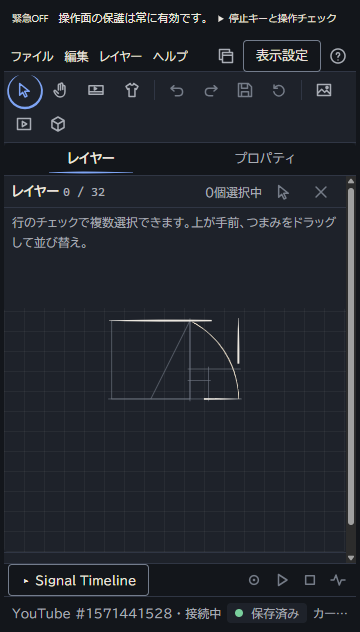 緊急OFF 操作面の保護は常に有効です。 ▶ 停止キーと操作チェック
ファイル 編集 レイヤー ヘルプ 表示設定
レイヤー プロパティ
レイヤー 0 / 32 0個選択中
行のチェックで複数選択できます。上が手前、つまみをドラッグ
して並び替え。
▸ Signal Timeline
YouTube #1571441528・接続中 保存済み カー…